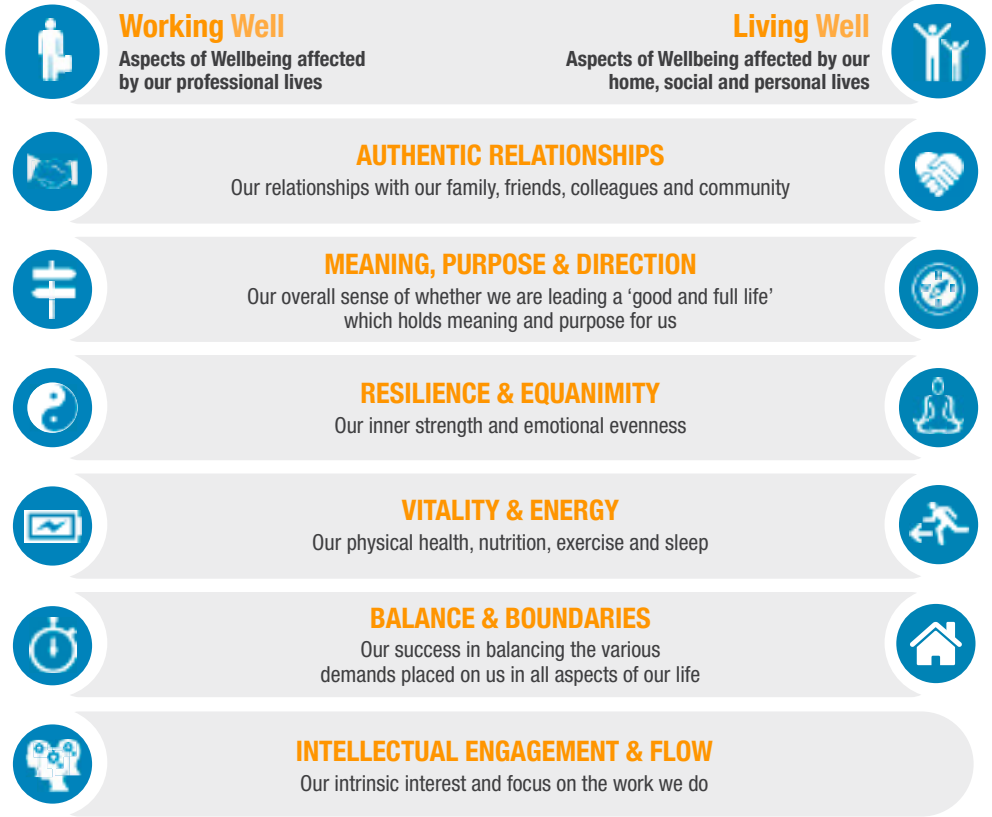 Working Well
Aspects of Wellbeing affected
by our professional lives
Living Well
Aspects of Wellbeing affected by our
home, social and personal lives
AUTHENTIC RELATIONSHIPS
Our relationships with our family, friends, colleagues and community
MEANING, PURPOSE & DIRECTION
Our overall sense of whether we are leading a ‘good and full life’
which holds meaning and purpose for us
RESILIENCE & EQUANIMITY
Our inner strength and emotional evenness
VITALITY & ENERGY
Our physical health, nutrition, exercise and sleep
BALANCE & BOUNDARIES
Our success in balancing the various
demands placed on us in all aspects of our life
INTELLECTUAL ENGAGEMENT & FLOW
Our intrinsic interest and focus on the work we do